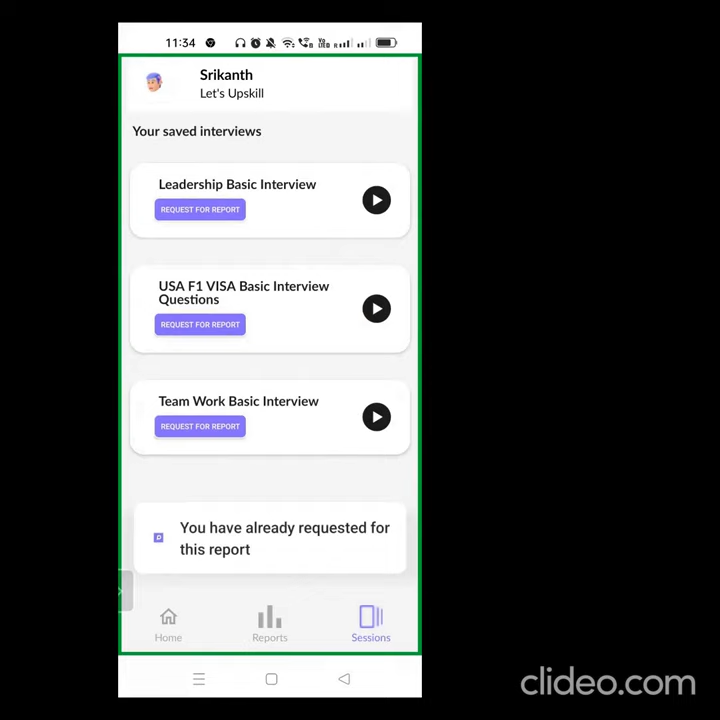 11:34
Srikanth
Let's Upskill
Your saved interviews
Leadership Basic Interview
REQUEST FOR REPORT
USA F1 VISA Basic Interview
Questions
REQUEST FOR REPORT
Team Work Basic Interview
REQUEST FOR REPORT
You have already requested for
this report
Home
Reports
Sessions
clideo.com